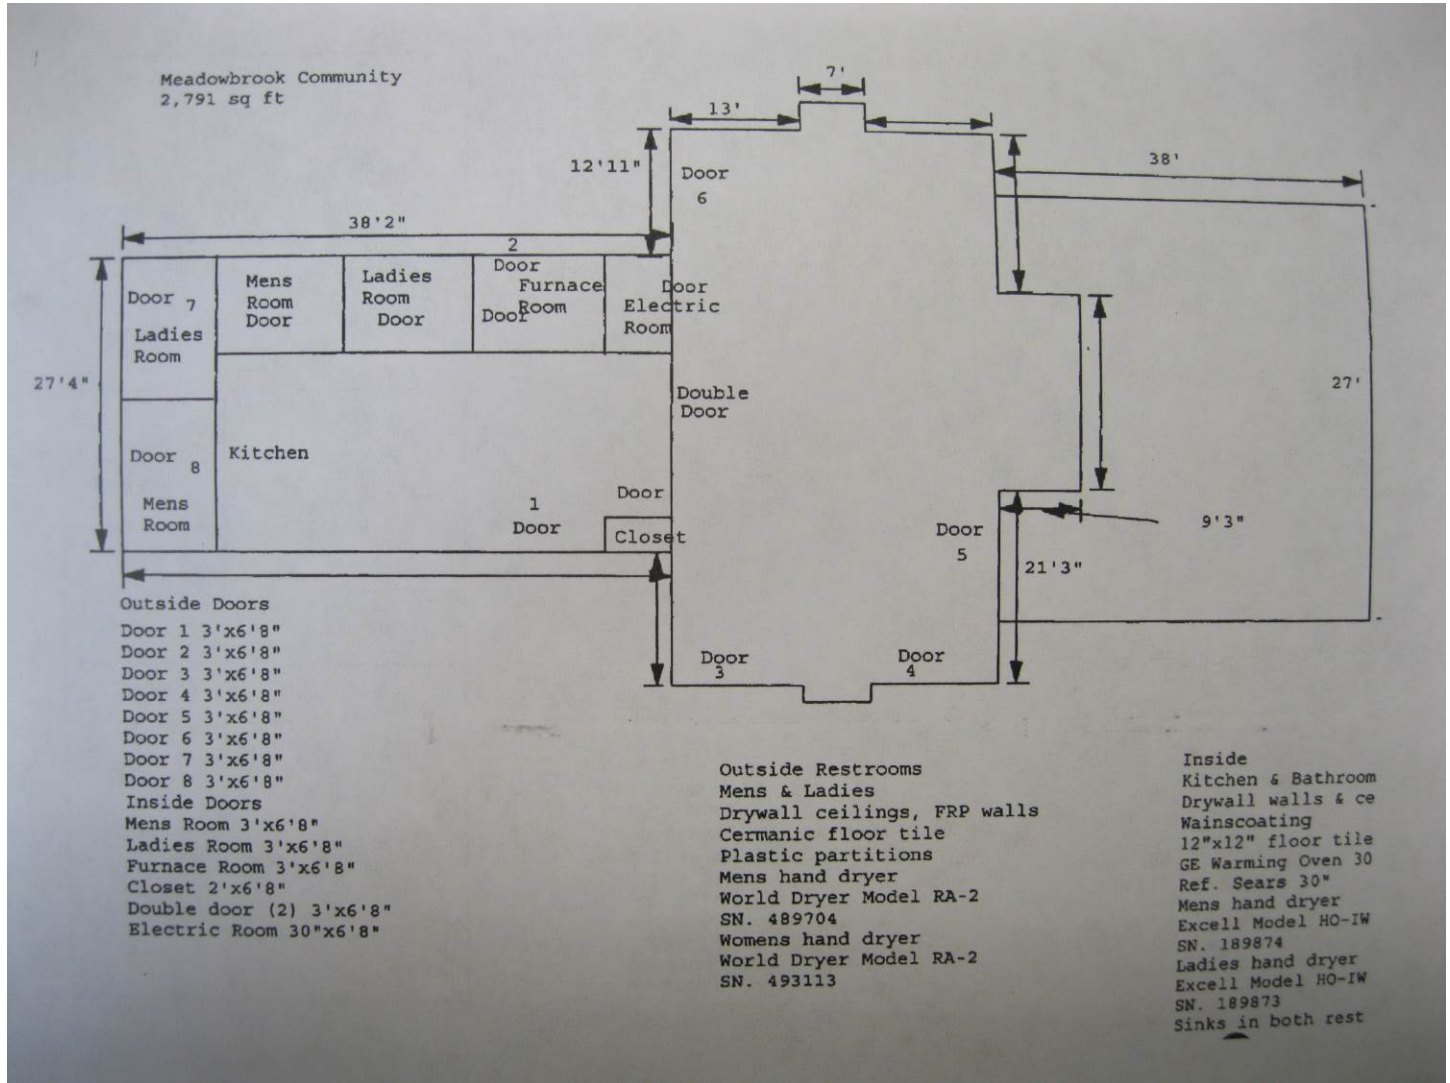 Meadowbrook Community
2,791 sq ft
7'
13'
12'11"
38'
38'2"
27'4"
27'
9'3"
21'3"
Door
6
2
Door
Furnace
Room
Door
Door
Electric
Room
Mens
Room
Door
Ladies
Room
Door
Door 7
Ladies
Room
Double
Door
Door 8
Mens
Room
Kitchen
1
Door
Door
Closet
Door
5
Door
3
Door
4
Outside Doors
Door 1 3'x6'8"
Door 2 3'x6'8"
Door 3 3'x6'8"
Door 4 3'x6'8"
Door 5 3'x6'8"
Door 6 3'x6'8"
Door 7 3'x6'8"
Door 8 3'x6'8"
Inside Doors
Mens Room 3'x6'8"
Ladies Room 3'x6'8"
Furnace Room 3'x6'8"
Closet 2'x6'8"
Double door (2) 3'x6'8"
Electric Room 30"x6'8"
Outside Restrooms
Mens & Ladies
Drywall ceilings, FRP walls
Cermanic floor tile
Plastic partitions
Mens hand dryer
World Dryer Model RA-2
SN. 489704
Womens hand dryer
World Dryer Model RA-2
SN. 493113
Inside
Kitchen & Bathroom
Drywall walls & ce
Wainscoating
12"x12" floor tile
GE Warming Oven 30
Ref. Sears 30"
Mens hand dryer
Excell Model HO-IW
SN. 189874
Ladies hand dryer
Excell Model HO-IW
SN. 189873
Sinks in both rest